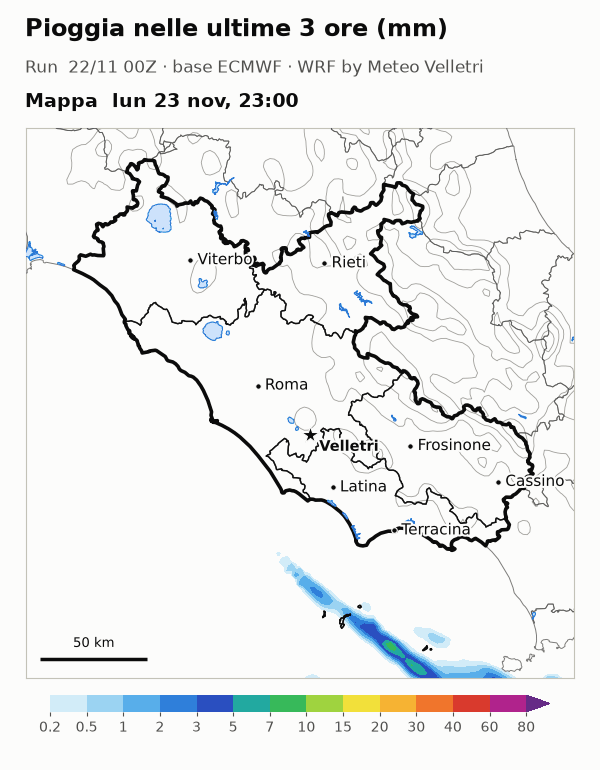 Pioggia nelle ultime 3 ore (mm)
Run  22/11 00Z · base ECMWF · WRF by Meteo Velletri
Mappa  lun 23 nov, 23:00
Viterbo
Rieti
Roma
Velletri
Frosinone
Latina
Cassino
Terracina
50 km
0.2 0.5 1 2 3 5 7 10 15 20 30 40 60 80